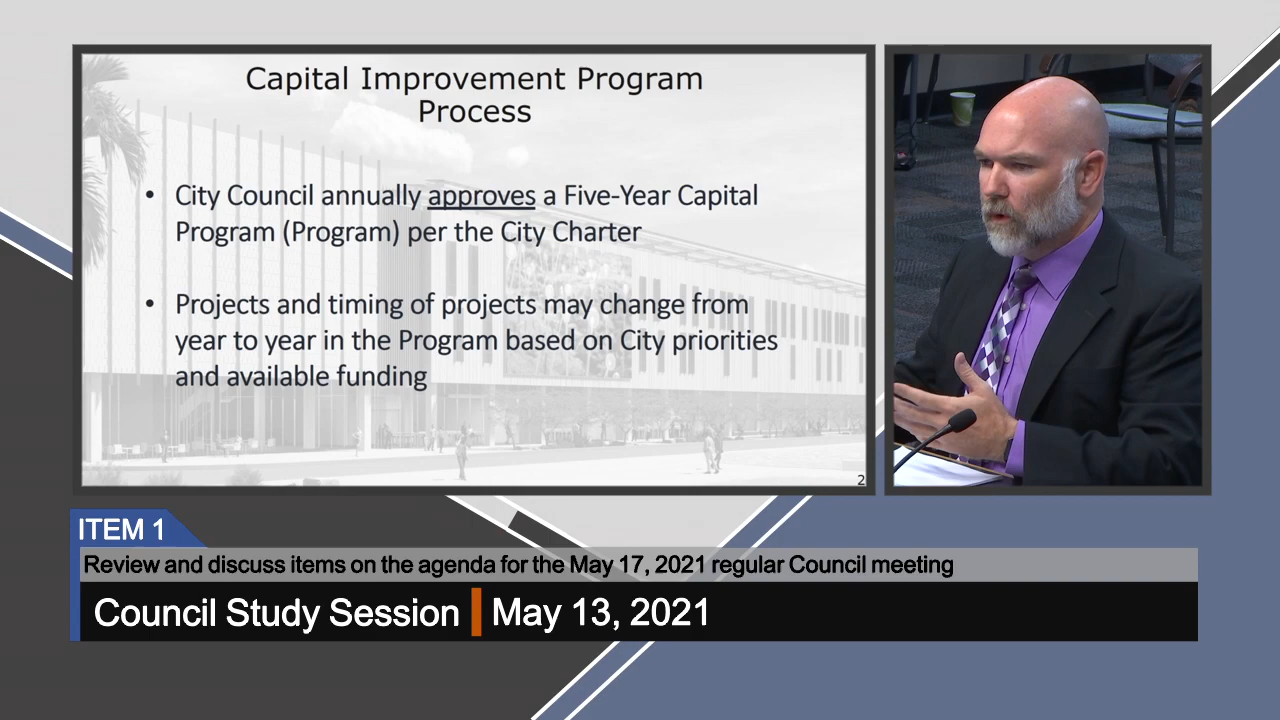 Capital Improvement Program
Process
• City Council annually approves a Five-Year Capital
Program (Program) per the City Charter
• Projects and timing of projects may change from
year to year in the Program based on City priorities
and available funding
2
ITEM 1
Review and discuss items on the agenda for the May 17, 2021 regular Council meeting
Council Study Session May 13, 2021